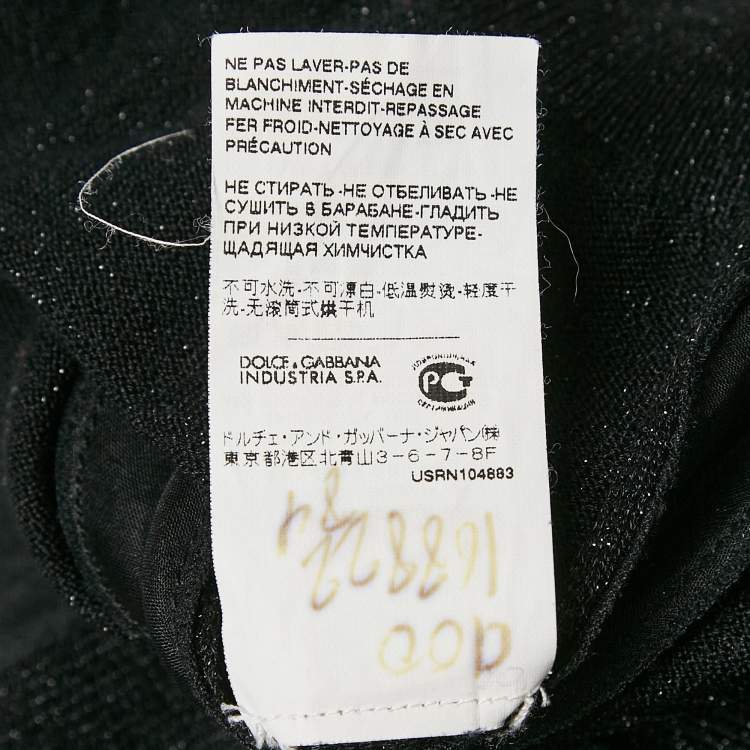 NE PAS LAVER-PAS DE
BLANCHIMENT-SÉCHAGE EN
MACHINE INTERDIT-REPASSAGE
FER FROID-NETTOYAGE À SEC AVEC
PRÉCAUTION
НЕ СТИРАТЬ-НЕ ОТБЕЛИВАТЬ-НЕ
СУШИТЬ В БАРАБАНЕ-ГЛАДИТЬ
ПРИ НИЗКОЙ ТЕМПЕРАТУРЕ-
ЩАДЯЩАЯ ХИМЧИСТКА
不可水洗-不可漂白-低温熨烫-轻度干
洗-无滚筒式烘干机
DOLCE & GABBANA
INDUSTRIA S.P.A.
РСТ
ドルチェ・アンド・ガッバーナ・ジャパン㈱
東京都港区北青山3-6-7-8F
USRN104883